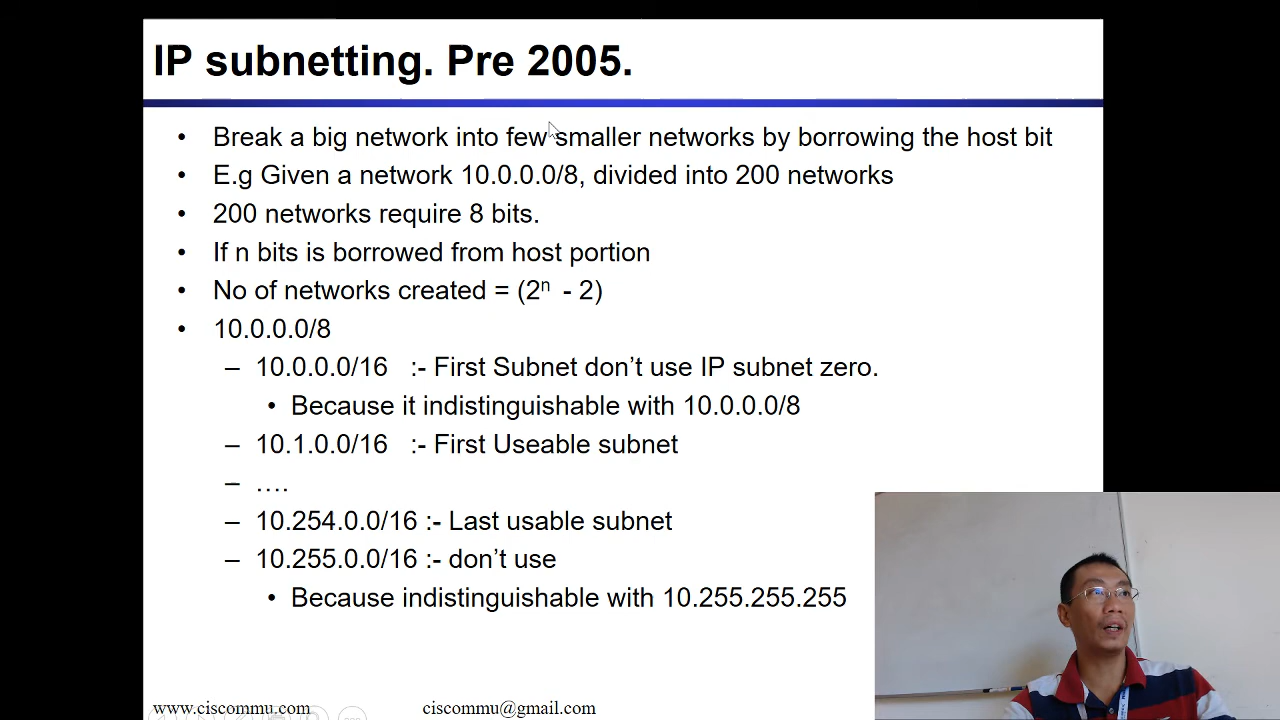 IP subnetting. Pre 2005.
• Break a big network into few smaller networks by borrowing the host bit
• E.g Given a network 10.0.0.0/8, divided into 200 networks
• 200 networks require 8 bits.
• If n bits is borrowed from host portion
• No of networks created = (2ⁿ - 2)
• 10.0.0.0/8
– 10.0.0.0/16 :- First Subnet don’t use IP subnet zero.
• Because it indistinguishable with 10.0.0.0/8
– 10.1.0.0/16 :- First Useable subnet
– ….
– 10.254.0.0/16 :- Last usable subnet
– 10.255.0.0/16 :- don’t use
• Because indistinguishable with 10.255.255.255
www.ciscommu.com ciscommu@gmail.com